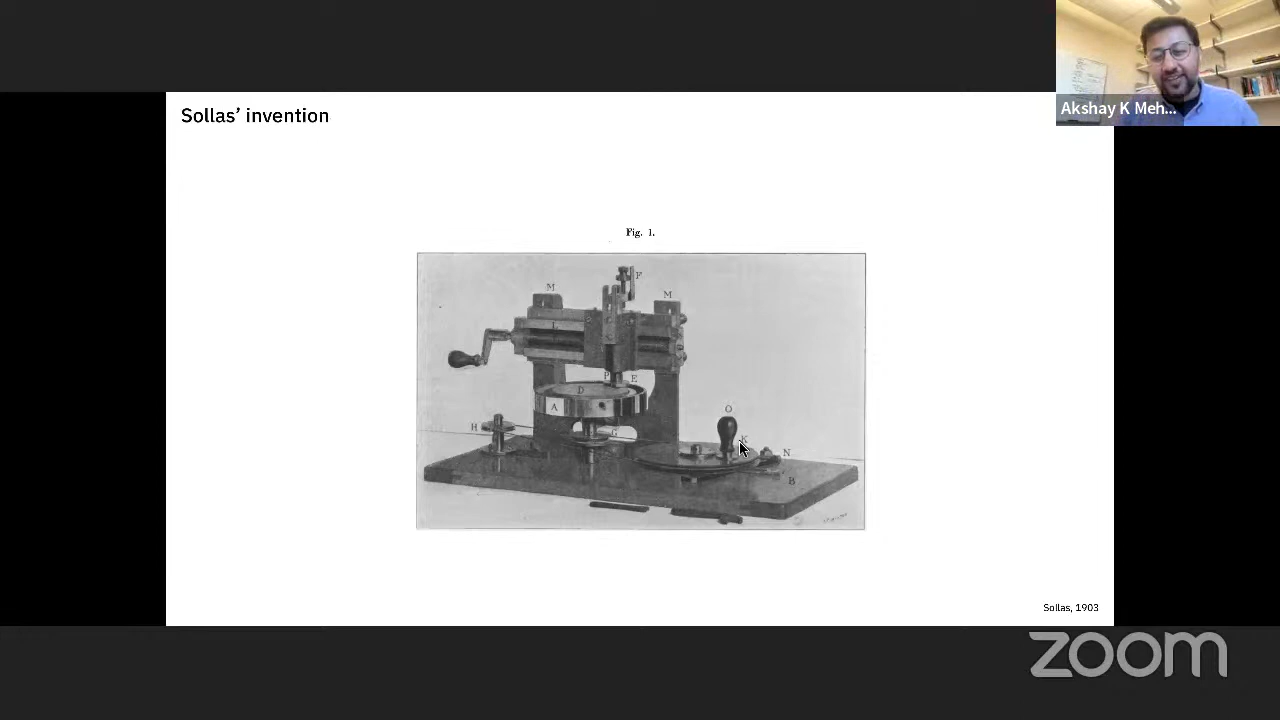 Akshay K Meh...
Sollas' invention
Fig. 1.
F
M
M
L
P
E
D
A
O
H
G
K
N
B
Sollas, 1903
zoom